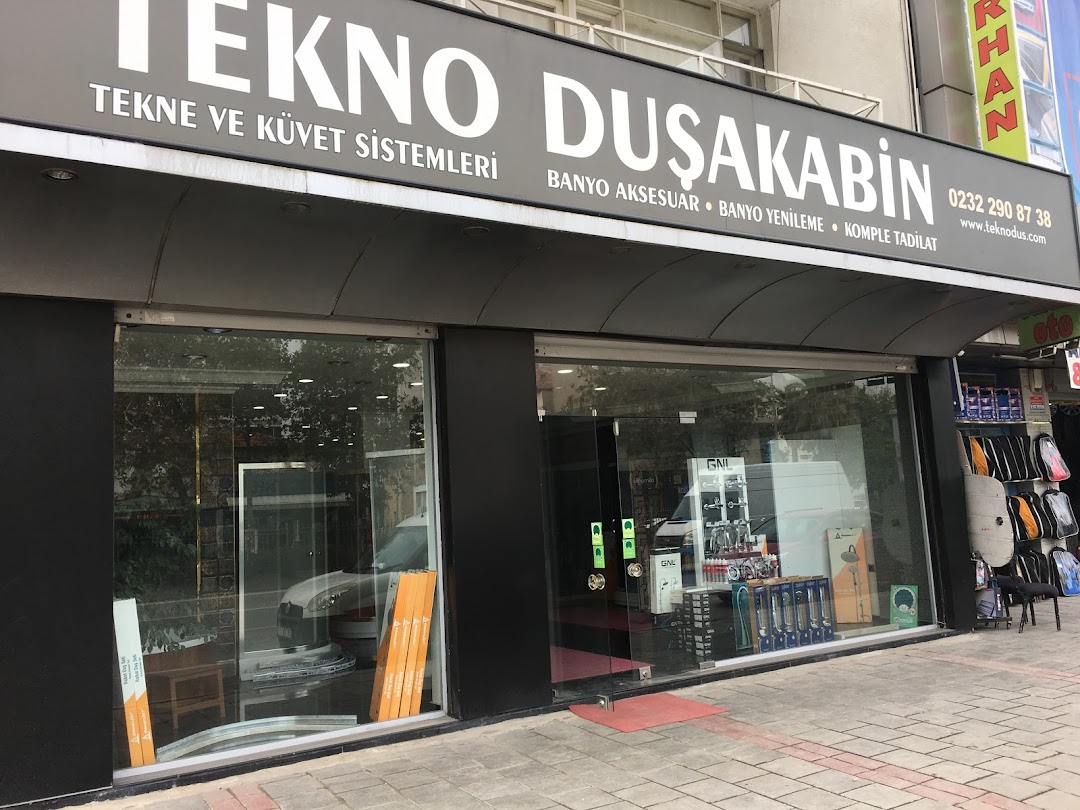 TEKNO DUŞAKABİN
TEKNE VE KÜVET SİSTEMLERİ
BANYO AKSESUAR • BANYO YENİLEME • KOMPLE TADİLAT
0232 290 87 38
www.teknodus.com
RHAN
oto
GNL
GNL